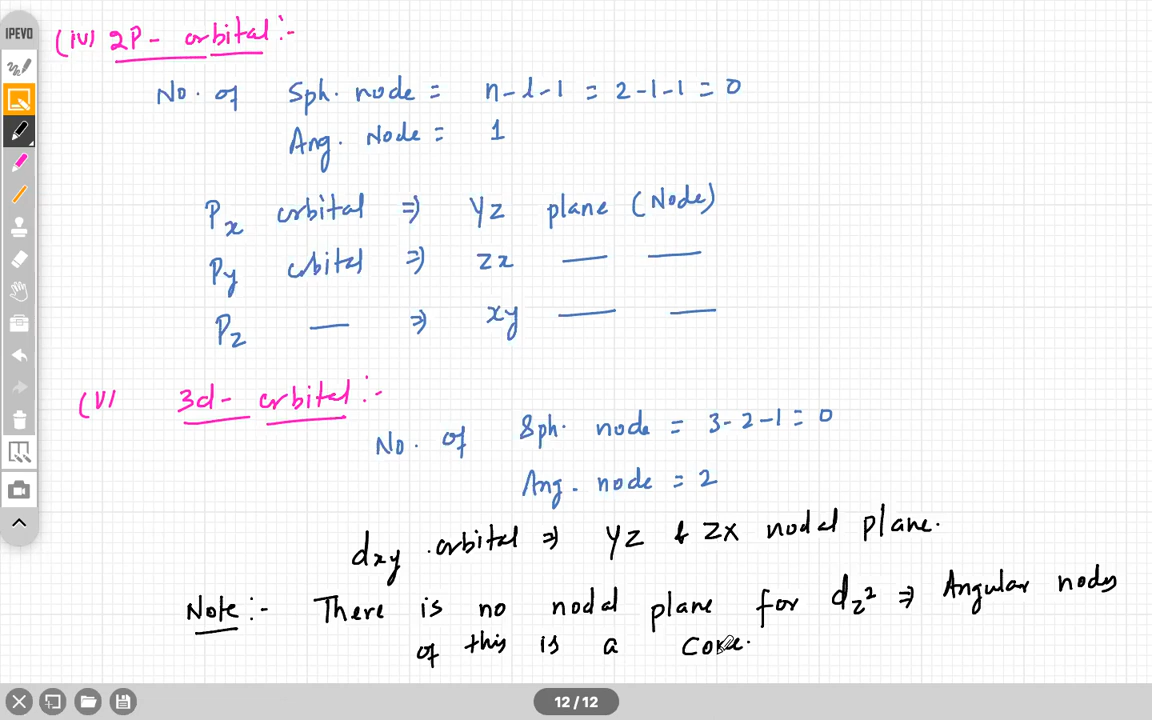 IPEVO
(iv) 2P- orbital :-
No. of Sph. node = n-l-1 = 2-1-1 = 0
Ang. Node = 1
Px orbital ⇒ yz plane (Node)
Py orbital ⇒ zx — —
Pz — ⇒ xy — —
(v) 3d- orbital :-
No. of Sph. node = 3-2-1 = 0
Ang. node = 2
dxy orbital ⇒ yz & zx nodal plane.
Note :- There is no nodal plane for dz² ⇒ Angular nodes
of this is a cone.
12 / 12